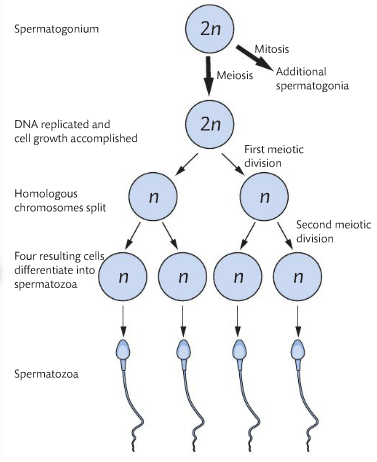 Spermatogonium
2n
Mitosis
Meiosis
Additional
spermatogonia
DNA replicated and
cell growth accomplished
2n
First meiotic
division
Homologous
chromosomes split
n
n
Second meiotic
division
Four resulting cells
differentiate into
spermatozoa
n
n
n
n
Spermatozoa